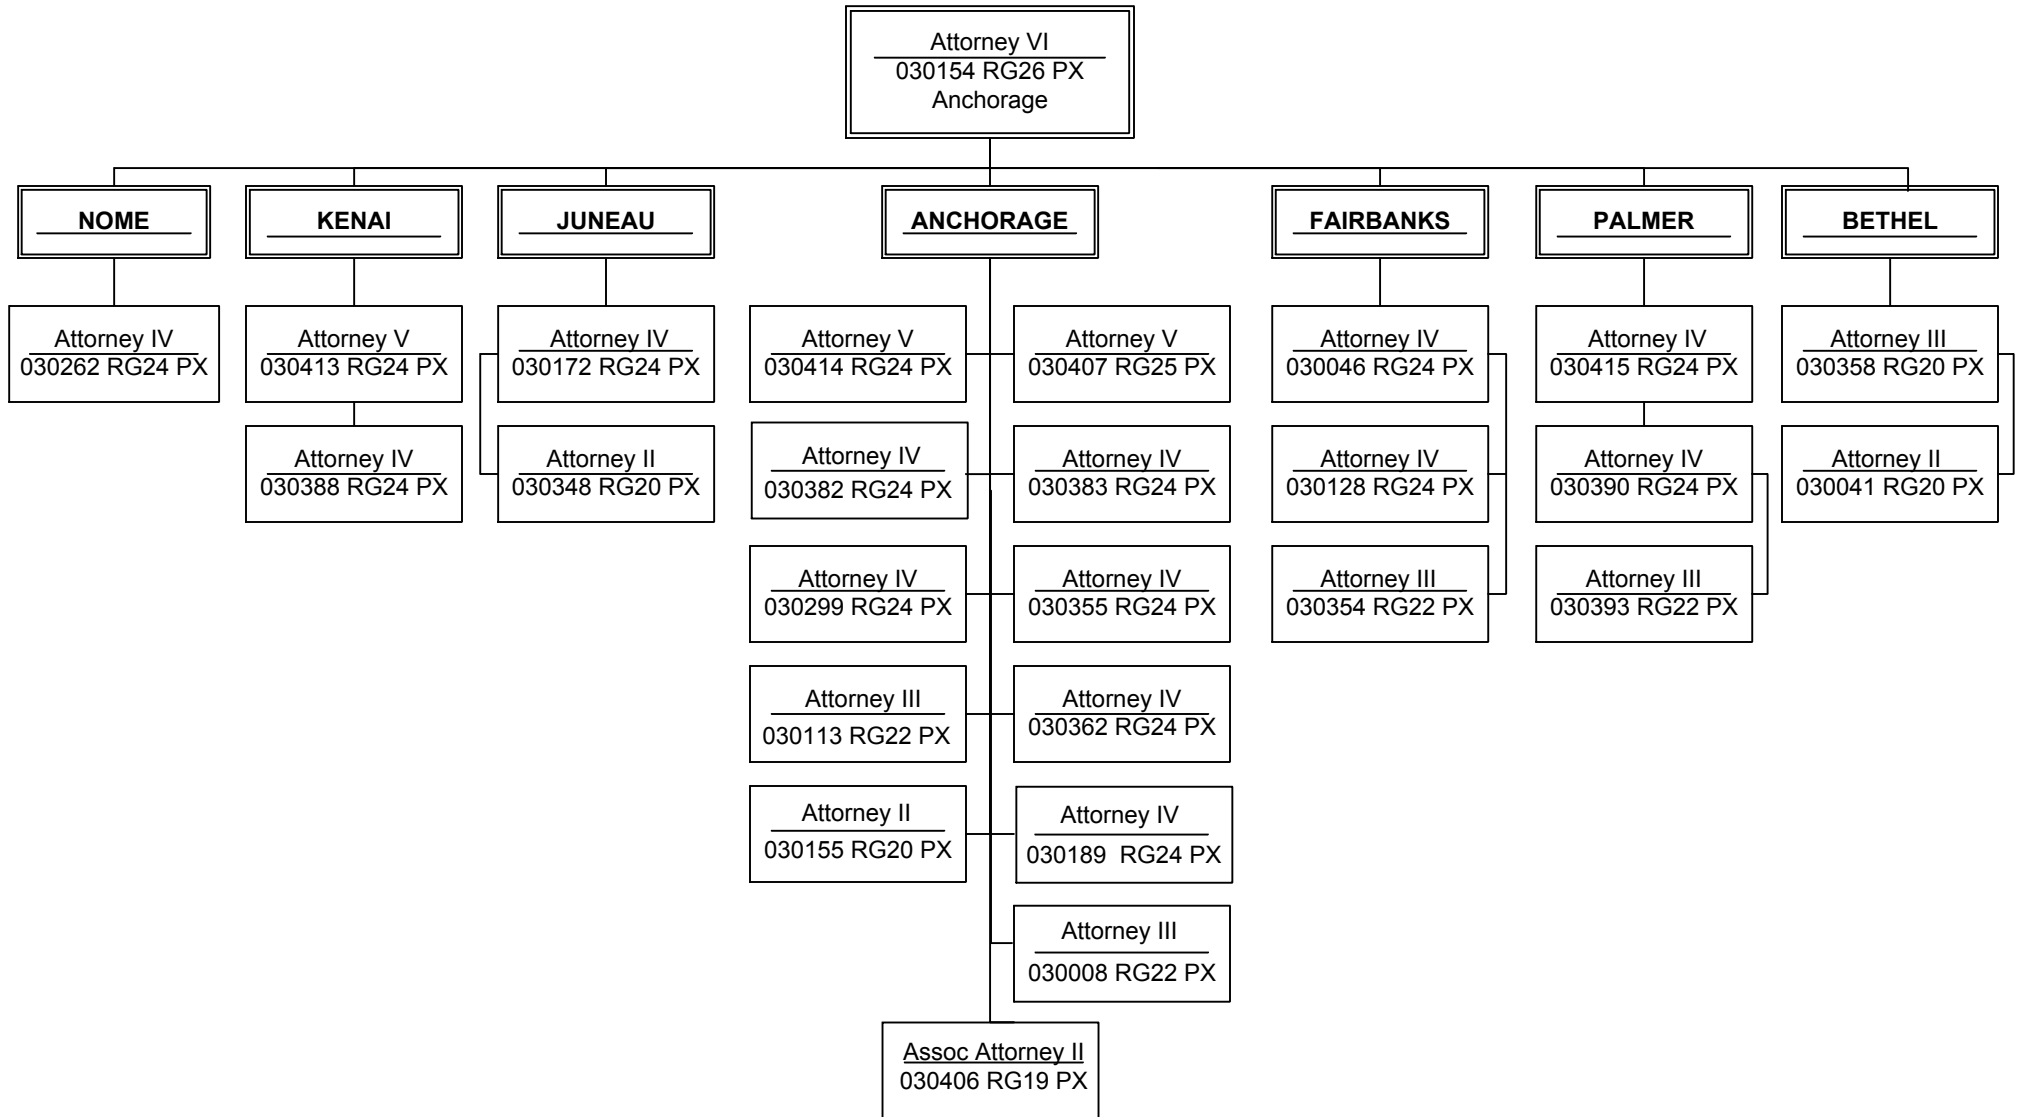 Attorney VI
030154 RG26 PX
Anchorage
NOME
KENAI
JUNEAU
ANCHORAGE
FAIRBANKS
PALMER
BETHEL
Attorney IV
030262 RG24 PX
Attorney V
030413 RG24 PX
Attorney IV
030388 RG24 PX
Attorney IV
030172 RG24 PX
Attorney II
030348 RG20 PX
Attorney V
030414 RG24 PX
Attorney V
030407 RG25 PX
Attorney IV
030382 RG24 PX
Attorney IV
030383 RG24 PX
Attorney IV
030299 RG24 PX
Attorney IV
030355 RG24 PX
Attorney III
030113 RG22 PX
Attorney IV
030362 RG24 PX
Attorney II
030155 RG20 PX
Attorney IV
030189 RG24 PX
Attorney III
030008 RG22 PX
Assoc Attorney II
030406 RG19 PX
Attorney IV
030046 RG24 PX
Attorney IV
030128 RG24 PX
Attorney III
030354 RG22 PX
Attorney IV
030415 RG24 PX
Attorney IV
030390 RG24 PX
Attorney III
030393 RG22 PX
Attorney III
030358 RG20 PX
Attorney II
030041 RG20 PX